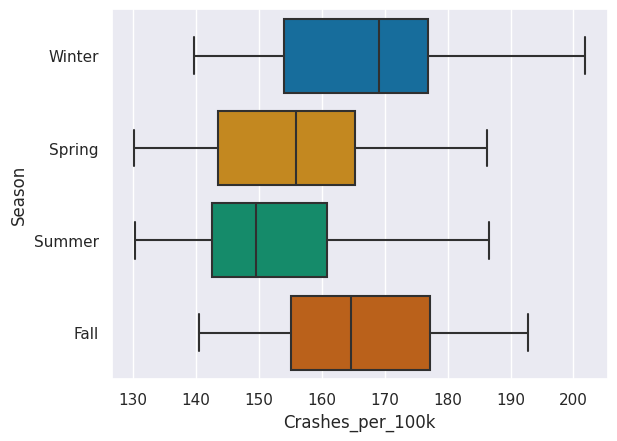 Season
Winter
Spring
Summer
Fall
130 140 150 160 170 180 190 200
Crashes_per_100k